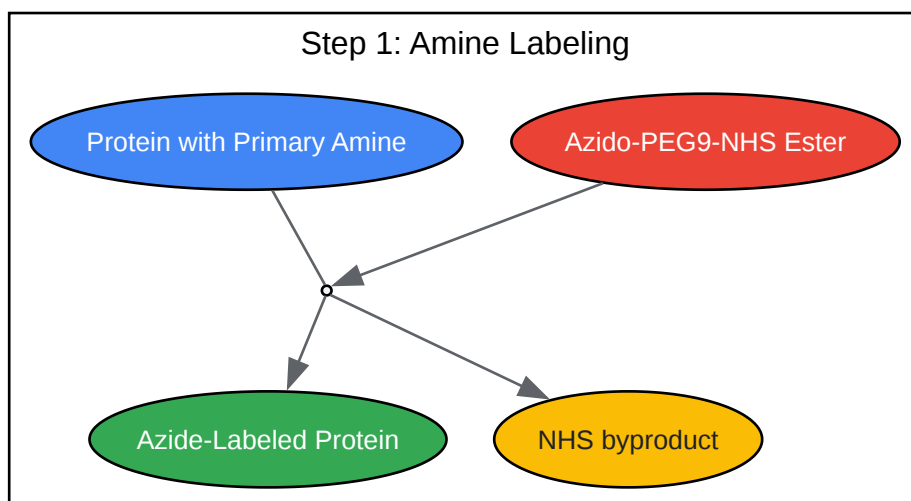 Step 1: Amine Labeling
Protein with Primary Amine
Azido-PEG9-NHS Ester
Azide-Labeled Protein
NHS byproduct